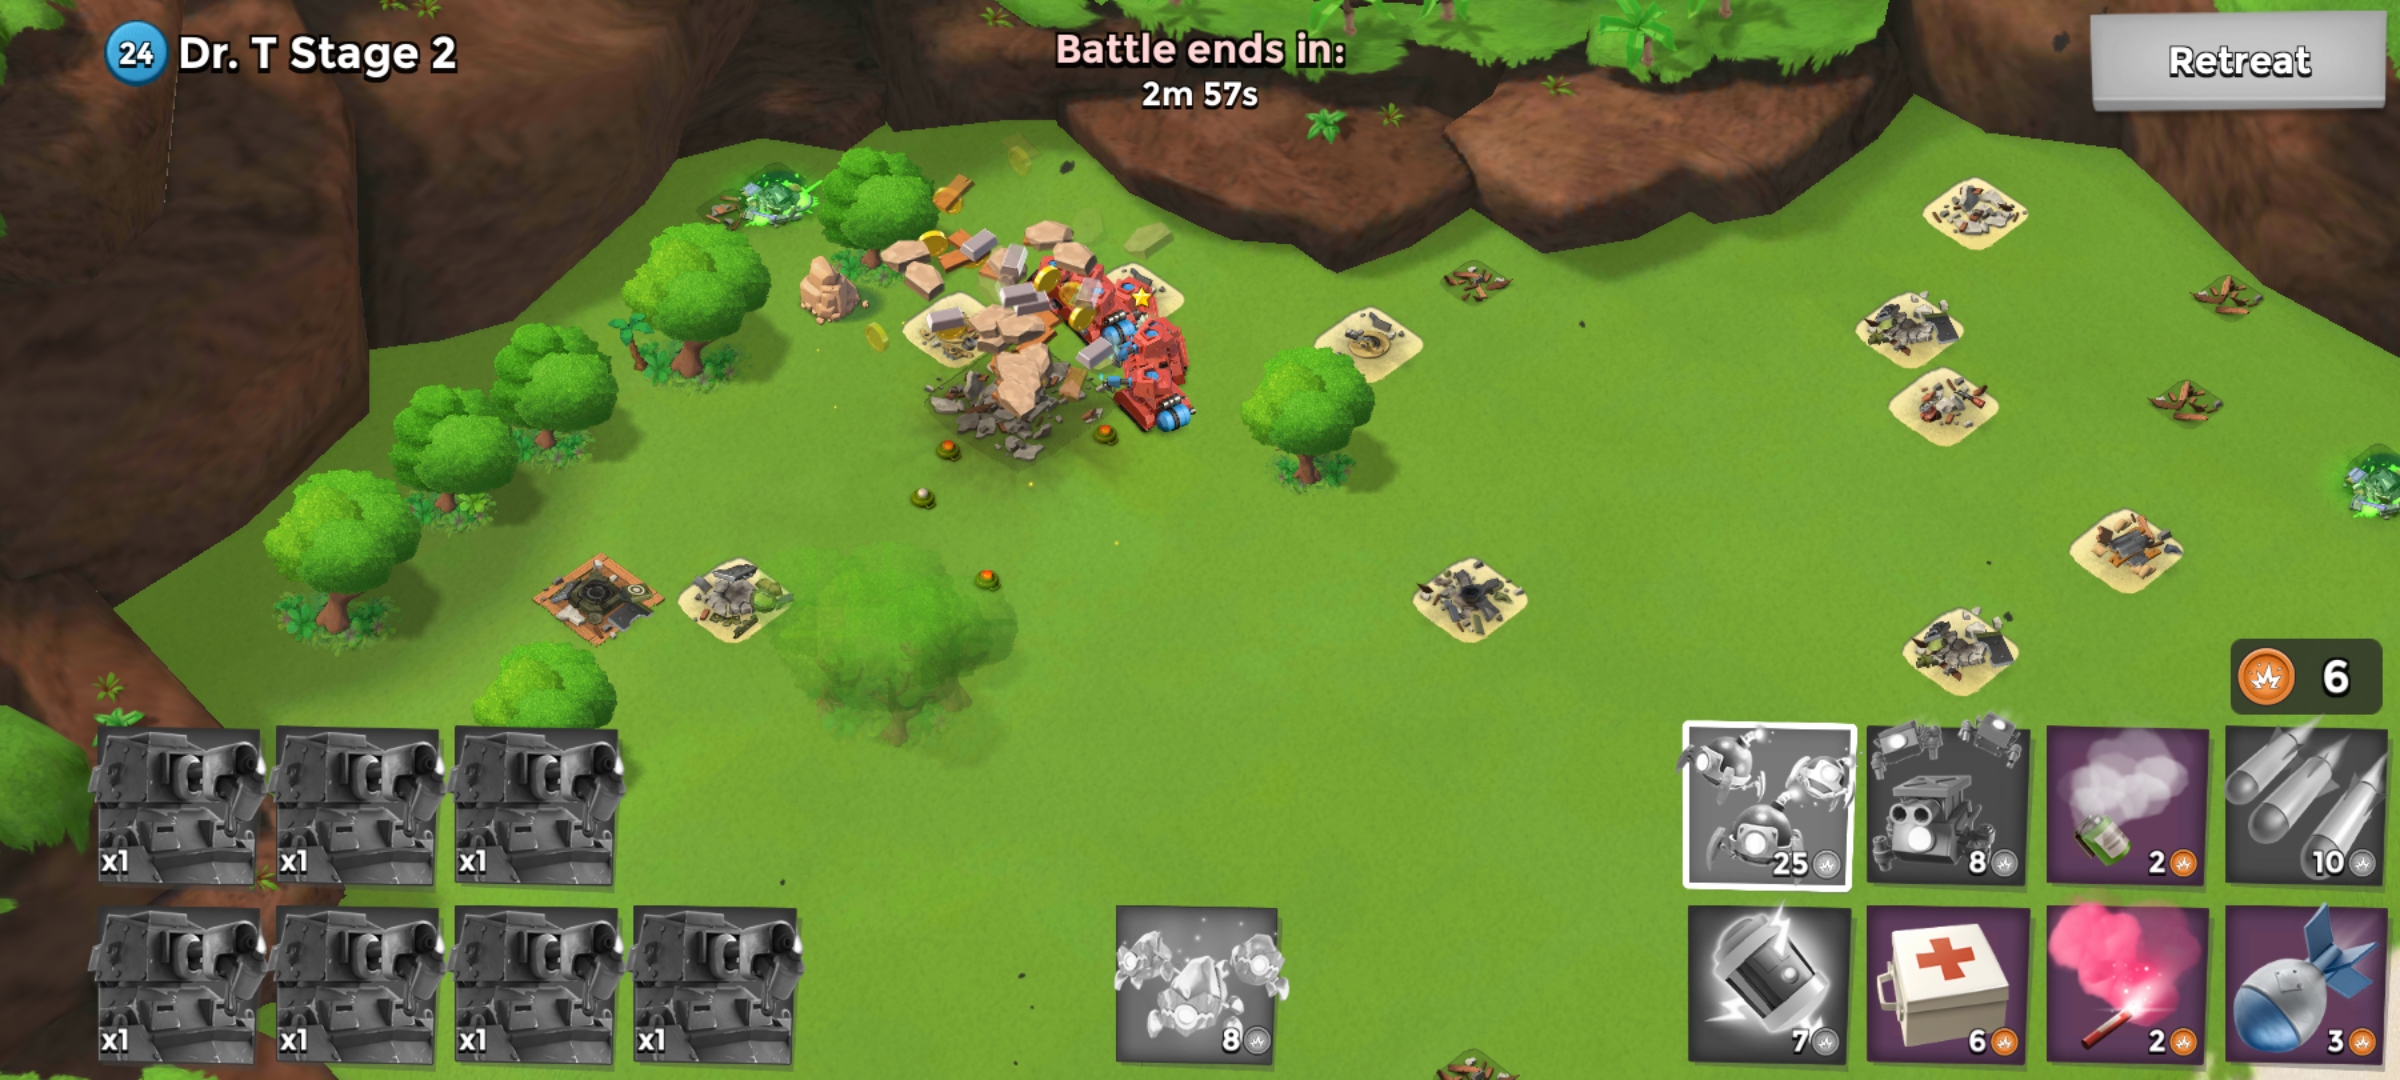 24 Dr. T Stage 2
Battle ends in:
2m 57s
Retreat
6
x1 x1 x1
25 8 2 10
x1 x1 x1 x1
8
7 6 2 3